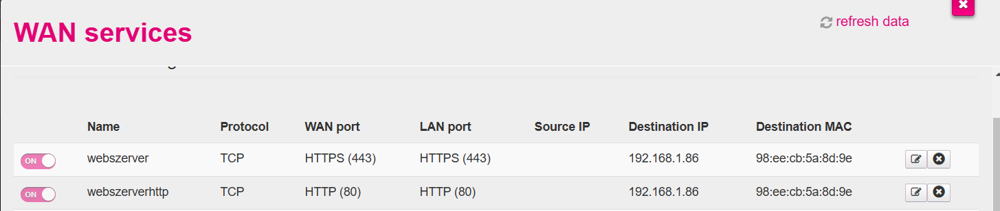 refresh data
WAN services
Name Protocol WAN port LAN port Source IP Destination IP Destination MAC
ON webszerver TCP HTTPS (443) HTTPS (443) 192.168.1.86 98:ee:cb:5a:8d:9e
ON webszerverhttp TCP HTTP (80) HTTP (80) 192.168.1.86 98:ee:cb:5a:8d:9e